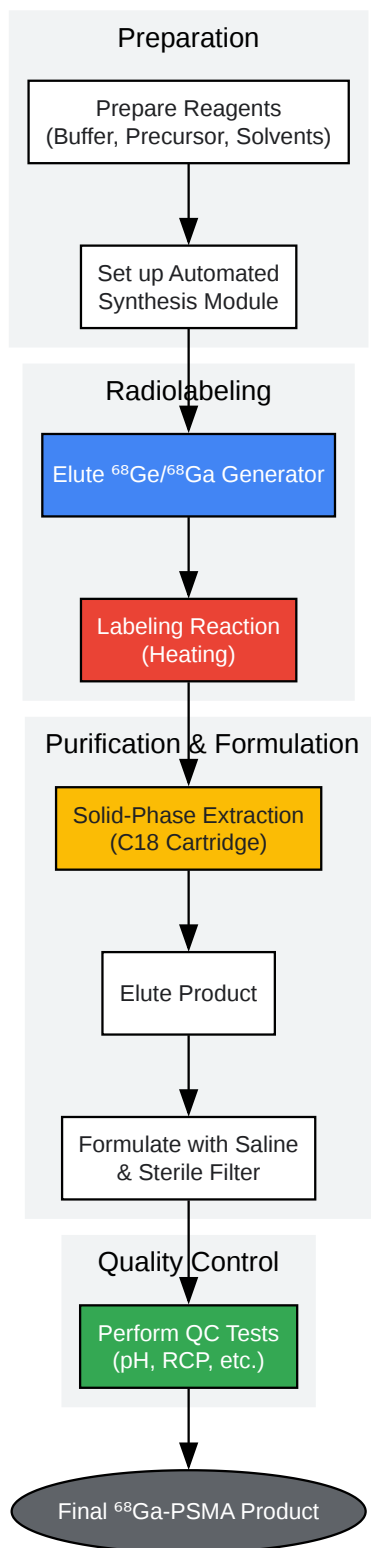 Preparation
Prepare Reagents
(Buffer, Precursor, Solvents)
Set up Automated
Synthesis Module
Radiolabeling
Elute ⁶⁸Ge/⁶⁸Ga Generator
Labeling Reaction
(Heating)
Purification & Formulation
Solid-Phase Extraction
(C18 Cartridge)
Elute Product
Formulate with Saline
& Sterile Filter
Quality Control
Perform QC Tests
(pH, RCP, etc.)
Final ⁶⁸Ga-PSMA Product